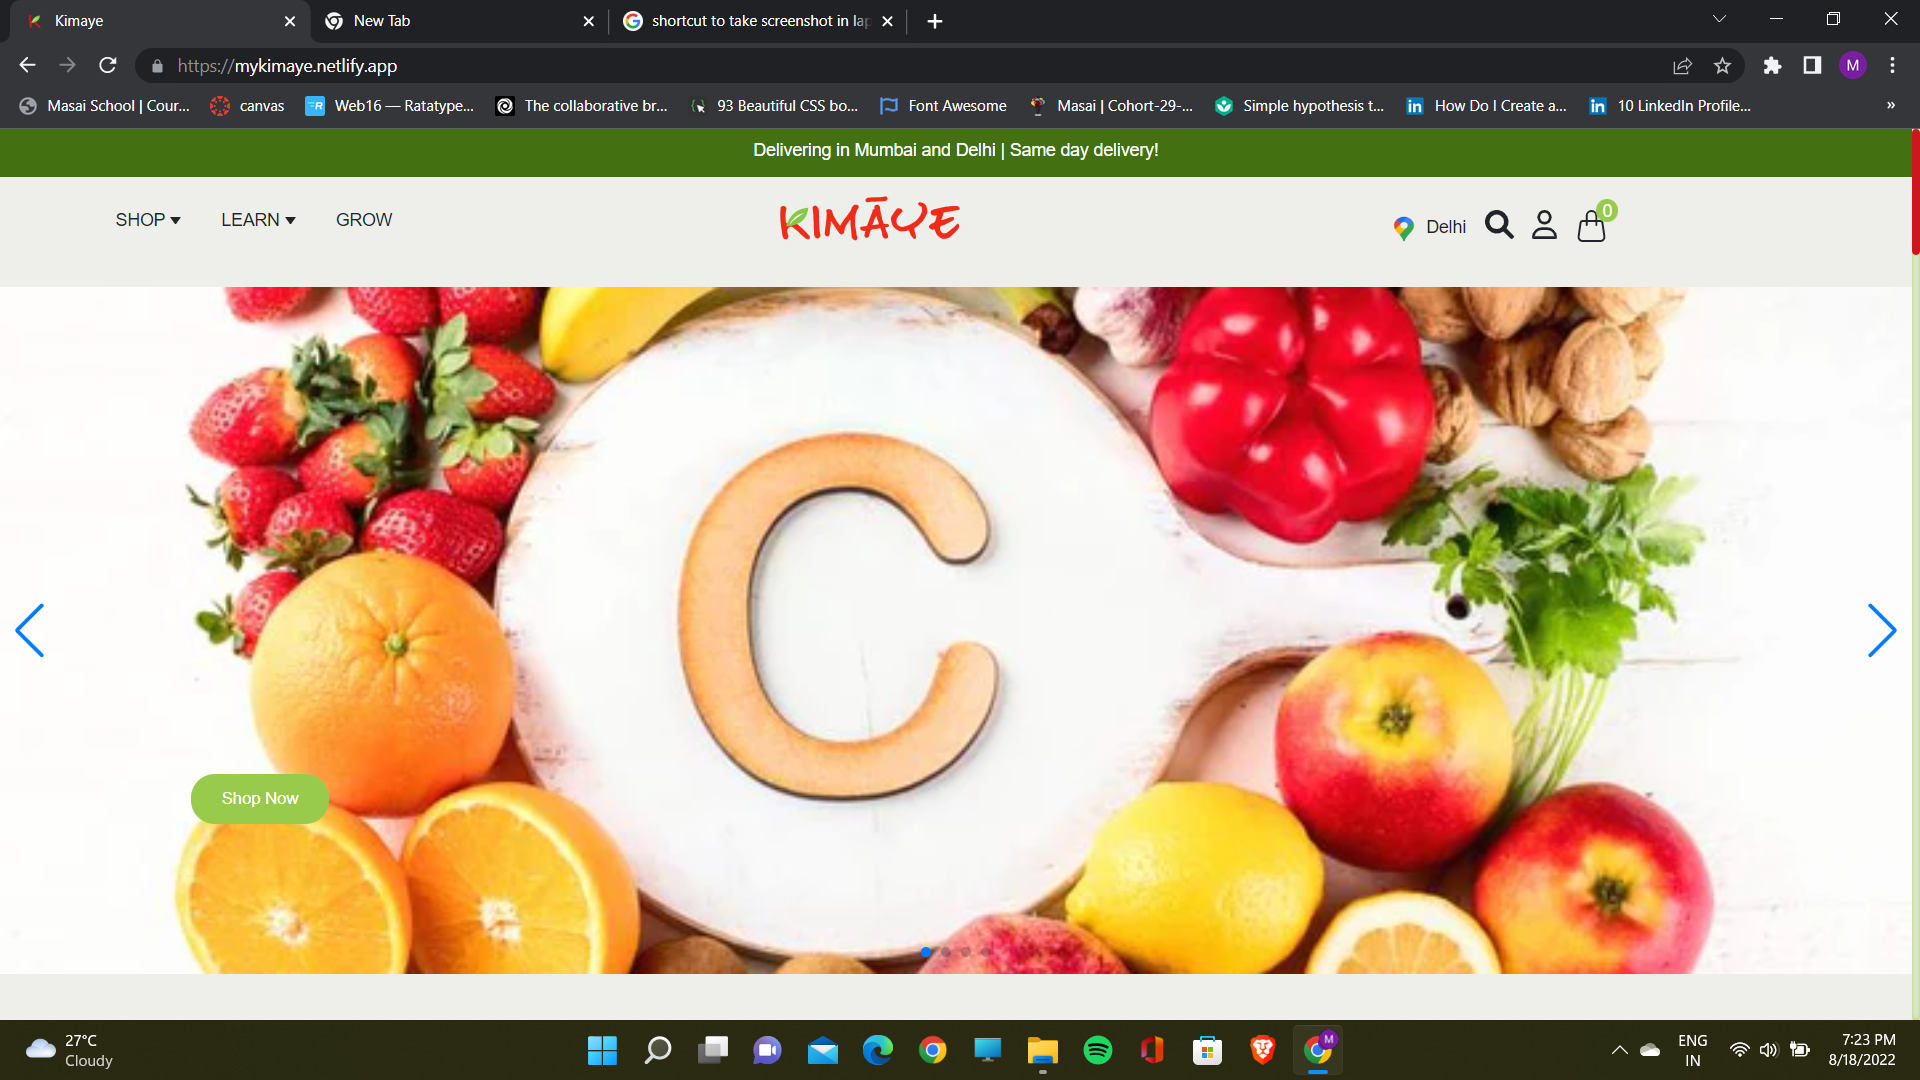 Kimaye
New Tab
shortcut to take screenshot in lap
https://mykimaye.netlify.app
M
Masai School | Cour...
canvas
Web16 — Ratatype...
The collaborative br...
93 Beautiful CSS bo...
Font Awesome
Masai | Cohort-29-...
Simple hypothesis t...
How Do I Create a...
10 LinkedIn Profile...
»
Delivering in Mumbai and Delhi | Same day delivery!
SHOP
LEARN
GROW
KIMĀYE
Delhi
0
C
Shop Now
27°C
Cloudy
M
ENG
IN
7:23 PM
8/18/2022